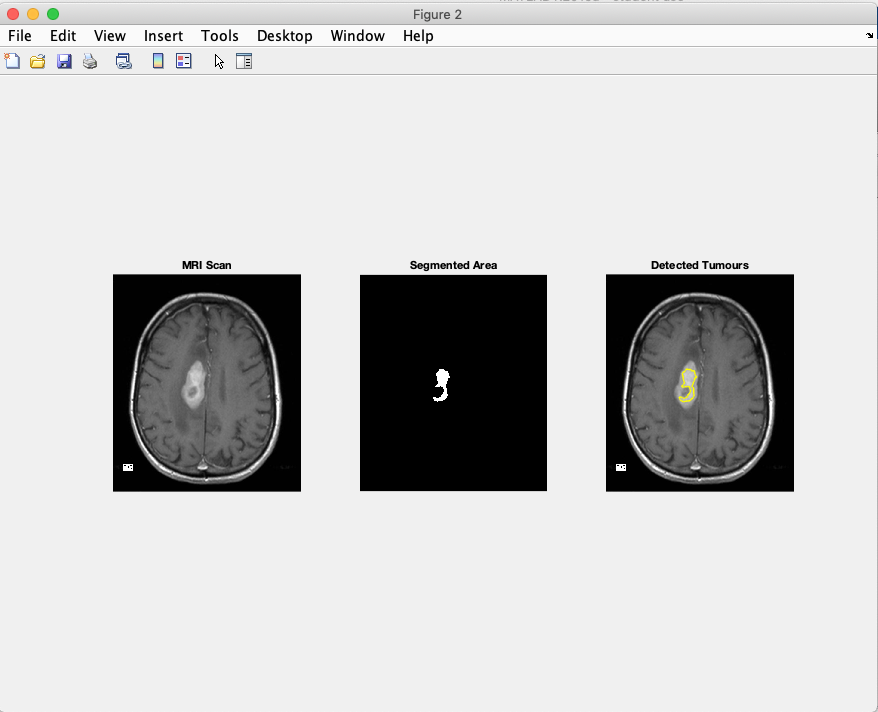 Figure 2
File Edit View Insert Tools Desktop Window Help
MRI Scan Segmented Area Detected Tumours